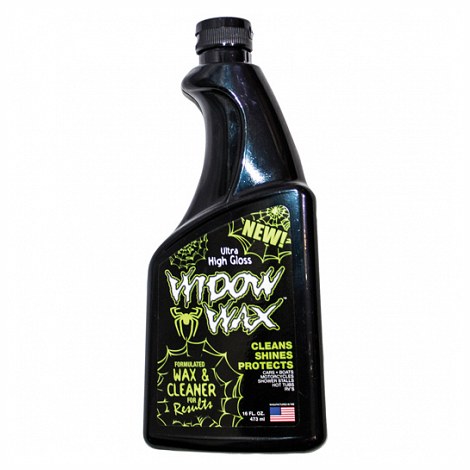 NEW!
Ultra
High Gloss
WIDOW
WAX
CLEANS
SHINES
PROTECTS
CARS • BOATS
MOTORCYCLES
SHOWER STALLS
HOT TUBS
RV'S
FORMULATED
WAX &
CLEANER
FOR
Results
16 FL. OZ.
473 ml